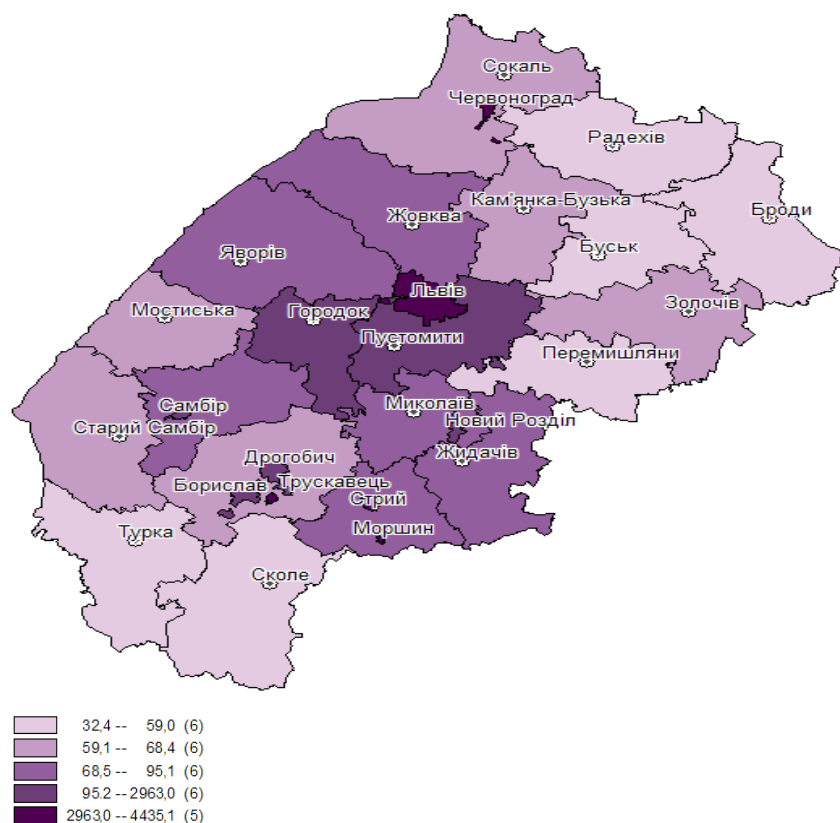 Сокаль
Червоноград
Радехів
Кам'янка-Бузька
Броди
Жовква
Буськ
Яворів
Львів
Золочів
Мостиська
Городок
Пустомити
Перемишляни
Самбір
Миколаїв
Новий Розділ
Старий Самбір
Дрогобич
Жидачів
Борислав
Трускавець
Стрий
Моршин
Турка
Сколе
32,4 -- 59,0 (6)
59,1 -- 68,4 (6)
68,5 -- 95,1 (6)
95,2 -- 2963,0 (6)
2963,0 -- 4435,1 (5)